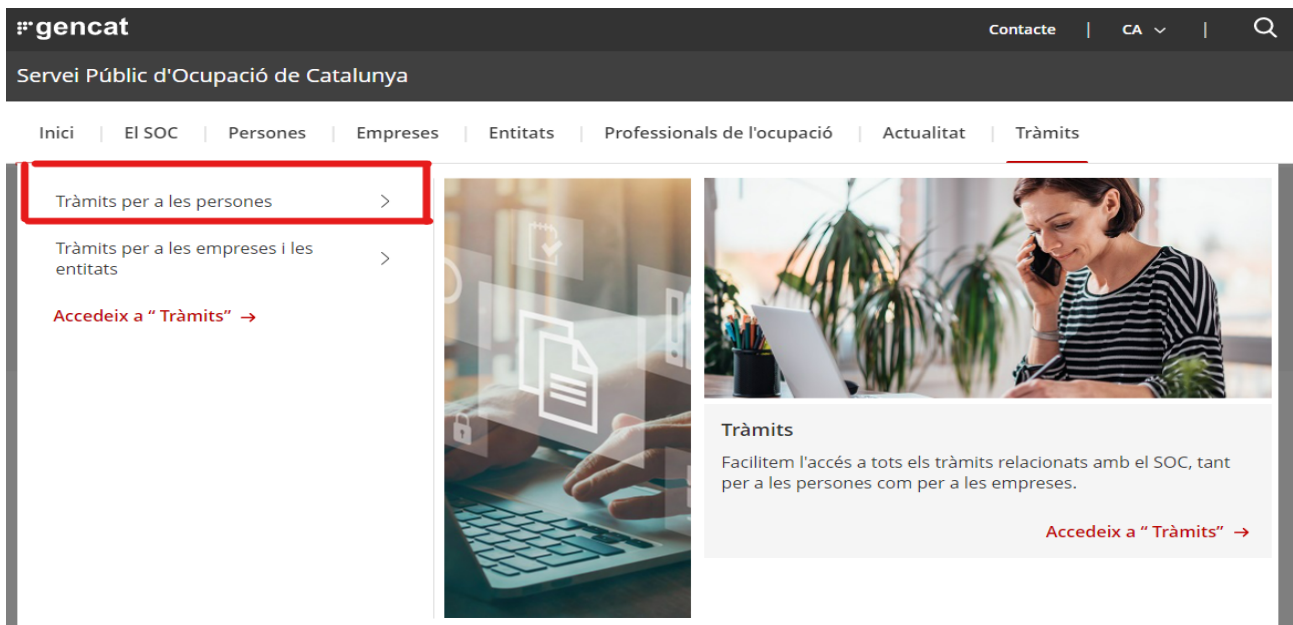 gencat
Contacte | CA |
Servei Públic d'Ocupació de Catalunya
Inici | El SOC | Persones | Empreses | Entitats | Professionals de l'ocupació | Actualitat | Tràmits
Tràmits per a les persones
Tràmits per a les empreses i les
entitats
Accedeix a “ Tràmits” →
Tràmits
Facilitem l'accés a tots els tràmits relacionats amb el SOC, tant
per a les persones com per a les empreses.
Accedeix a “ Tràmits” →